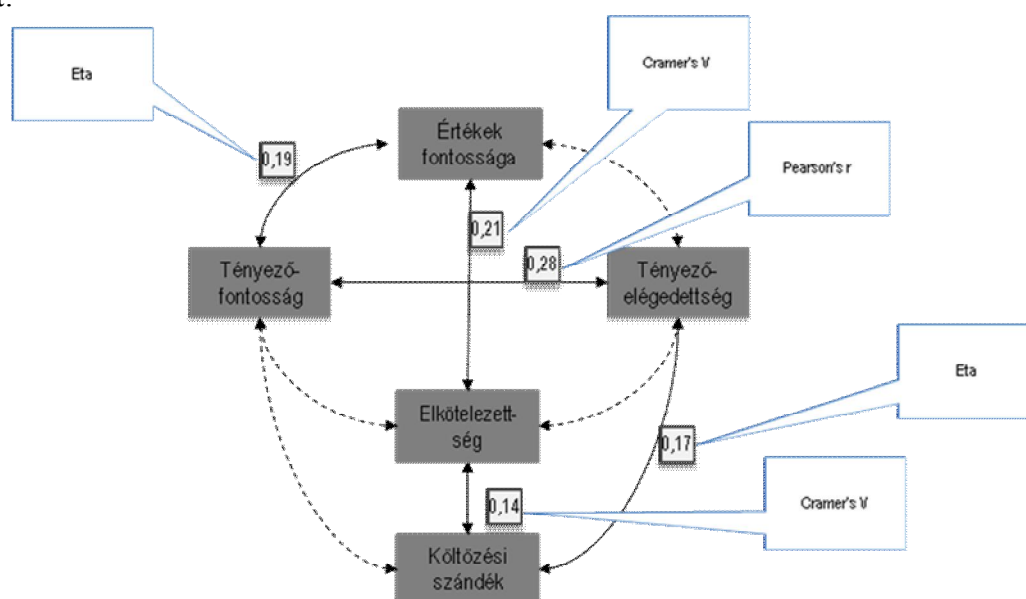 Eta
Cramer's V
Értékek
fontossága
0,19
Pearson's r
0,21
0,28
Tényező-
fontosság
Tényező-
elégedettség
Eta
Elkötelezett-
ség
0,17
0,14
Cramer's V
Költözési
szándék